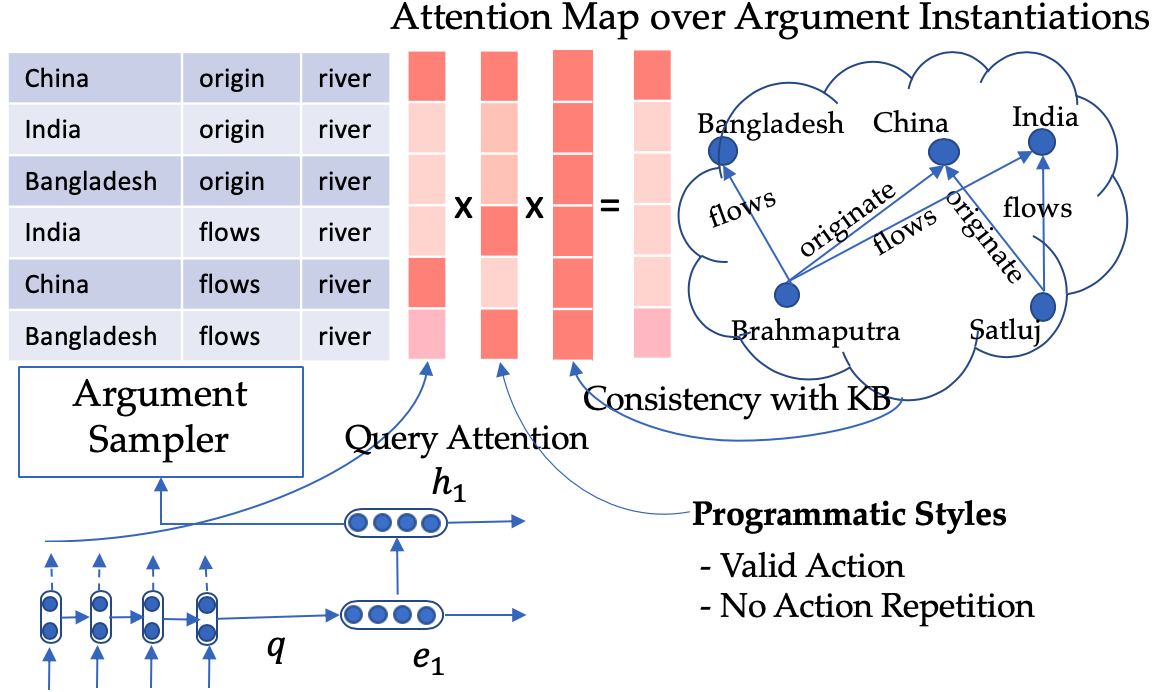 Attention Map over Argument Instantiations
China origin river
India origin river
Bangladesh origin river
India flows river
China flows river
Bangladesh flows river
X X =
Bangladesh China India
flows originate flows originate flows
Brahmaputra Satluj
Argument
Sampler
Consistency with KB
Query Attention
h₁
Programmatic Styles
- Valid Action
- No Action Repetition
q
e₁